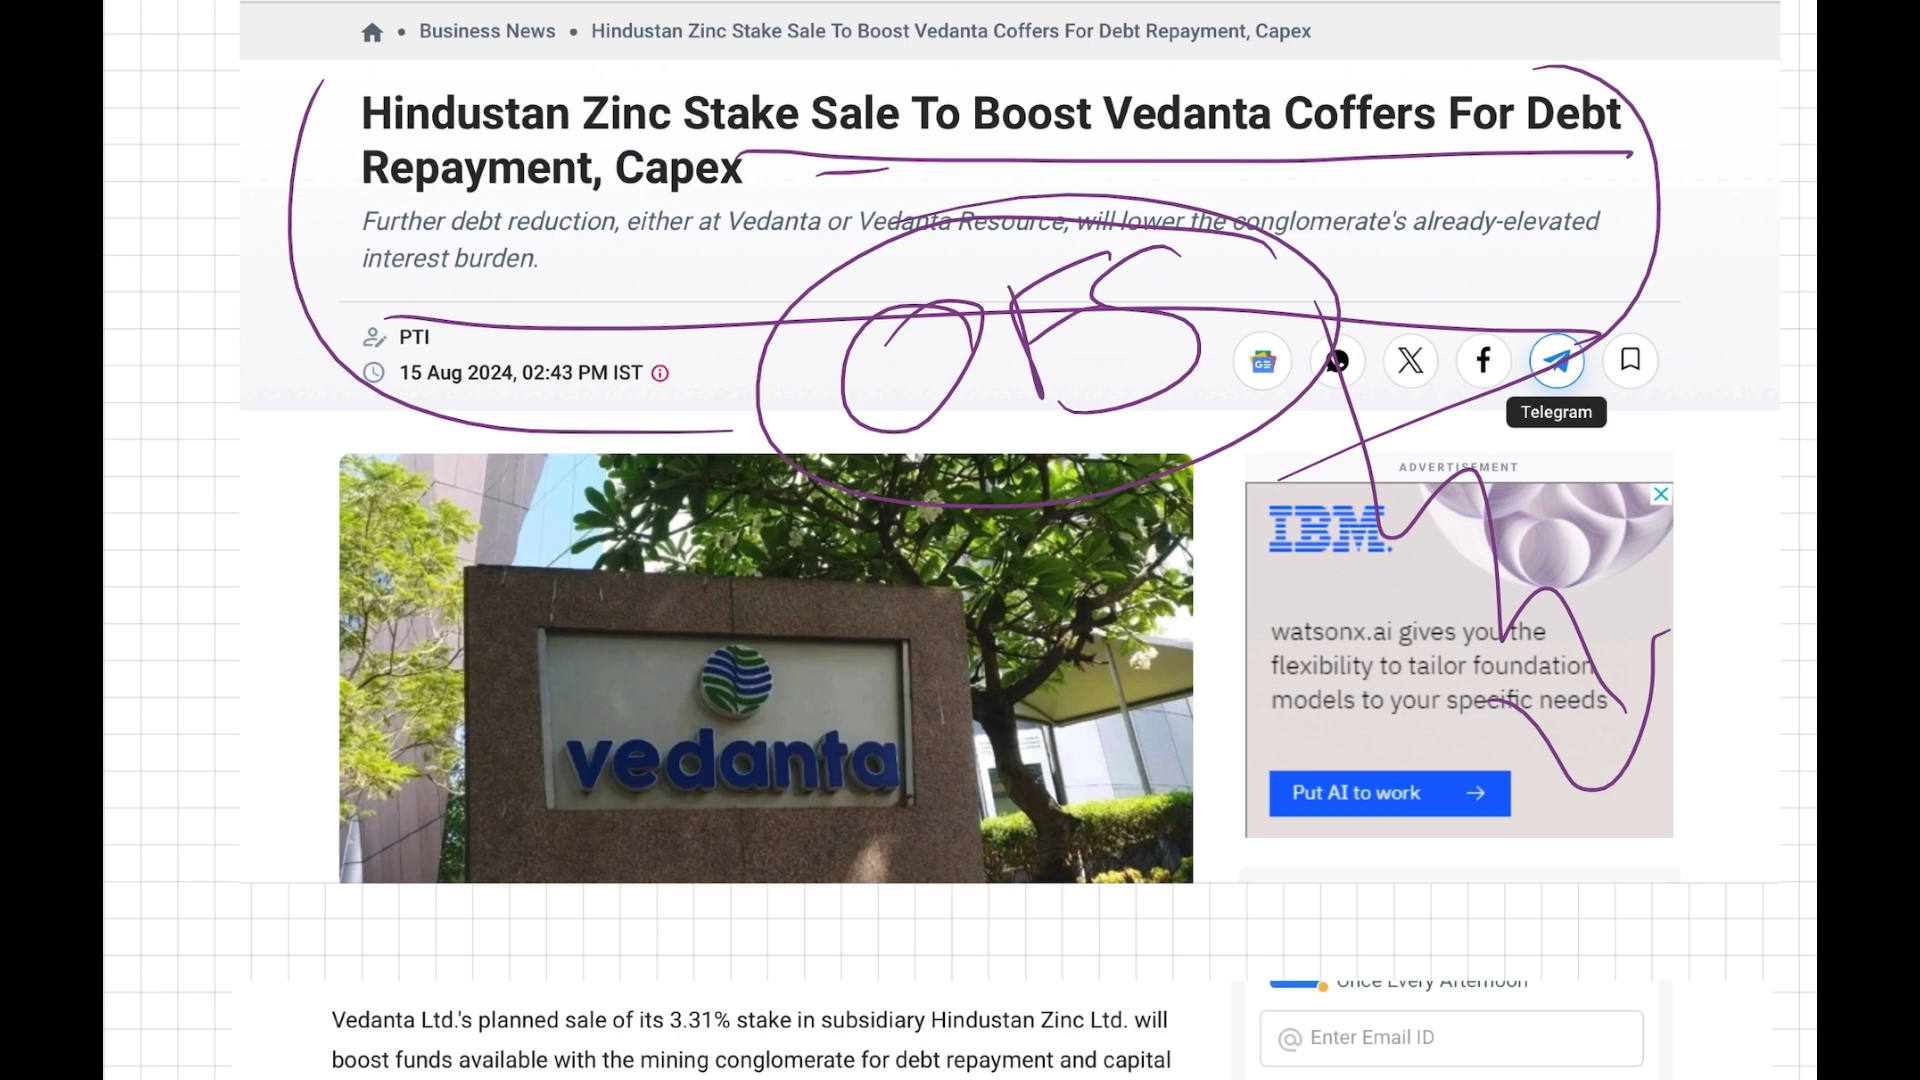 Business News • Hindustan Zinc Stake Sale To Boost Vedanta Coffers For Debt Repayment, Capex
Hindustan Zinc Stake Sale To Boost Vedanta Coffers For Debt
Repayment, Capex
Further debt reduction, either at Vedanta or Vedanta Resource, will lower the conglomerate's already-elevated
interest burden.
PTI
15 Aug 2024, 02:43 PM IST
GE
Telegram
vedanta
ADVERTISEMENT
IBM.
watsonx.ai gives you the
flexibility to tailor foundation
models to your specific needs
Put AI to work →
Vedanta Ltd.'s planned sale of its 3.31% stake in subsidiary Hindustan Zinc Ltd. will
boost funds available with the mining conglomerate for debt repayment and capital
Once Every Afternoon
@ Enter Email ID